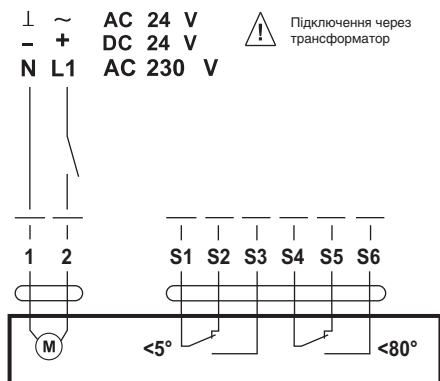 ⊥ ~ AC 24 V
– + DC 24 V
N L1 AC 230 V
Підключення через
трансформатор
1 2 S1 S2 S3 S4 S5 S6
M <5° <80°